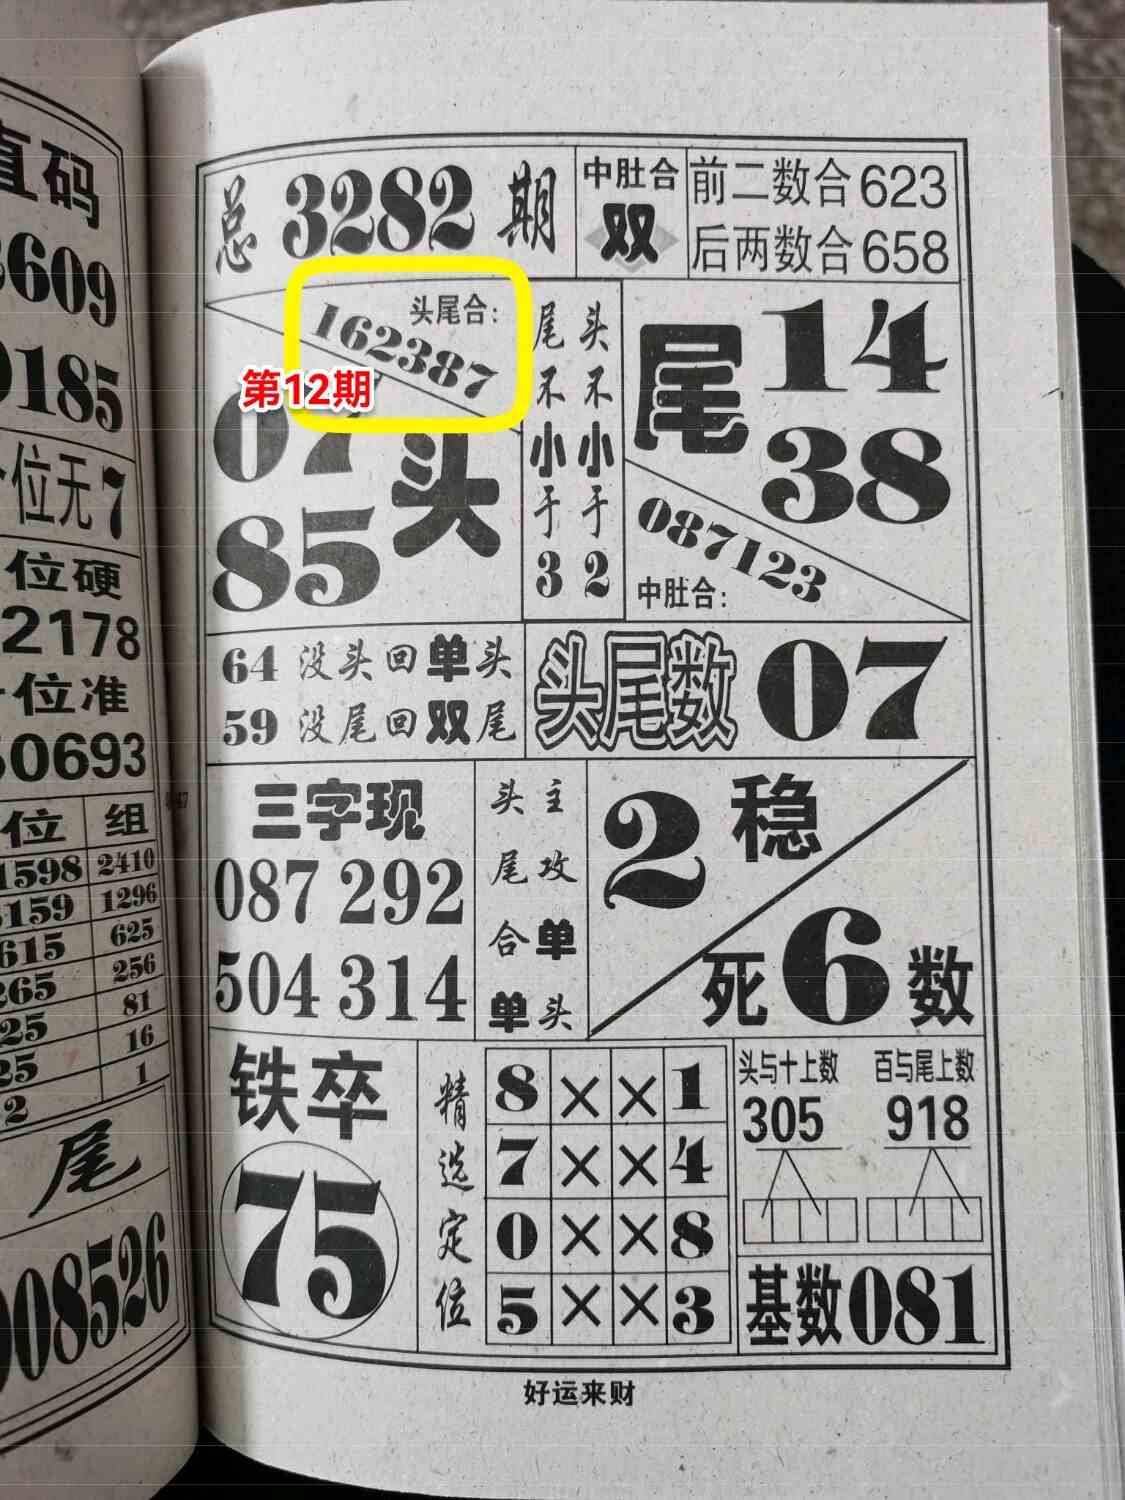 直码
3609
0185
个位无7
位硬
2178
位准
50693
位 组
1598 2410
3159 1296
615 625
265 256
25 81
25 16
2 1
尾
008526
总 3282 期
中肚合
双
前二数合623
后两数合658
头尾合:
162387
第12期
07
85
头
尾不小于3
头不小于2
尾
14
38
087123
中肚合:
64 没头回单头
59 没尾回双尾
头尾数 07
三字现
087 292
504 314
头尾合单
主攻单头
2 稳
死 6 数
铁卒
75
精选定位
8 × × 1
7 × × 4
0 × × 8
5 × × 3
头与十上数 百与尾上数
305 918
基数081
好运来财